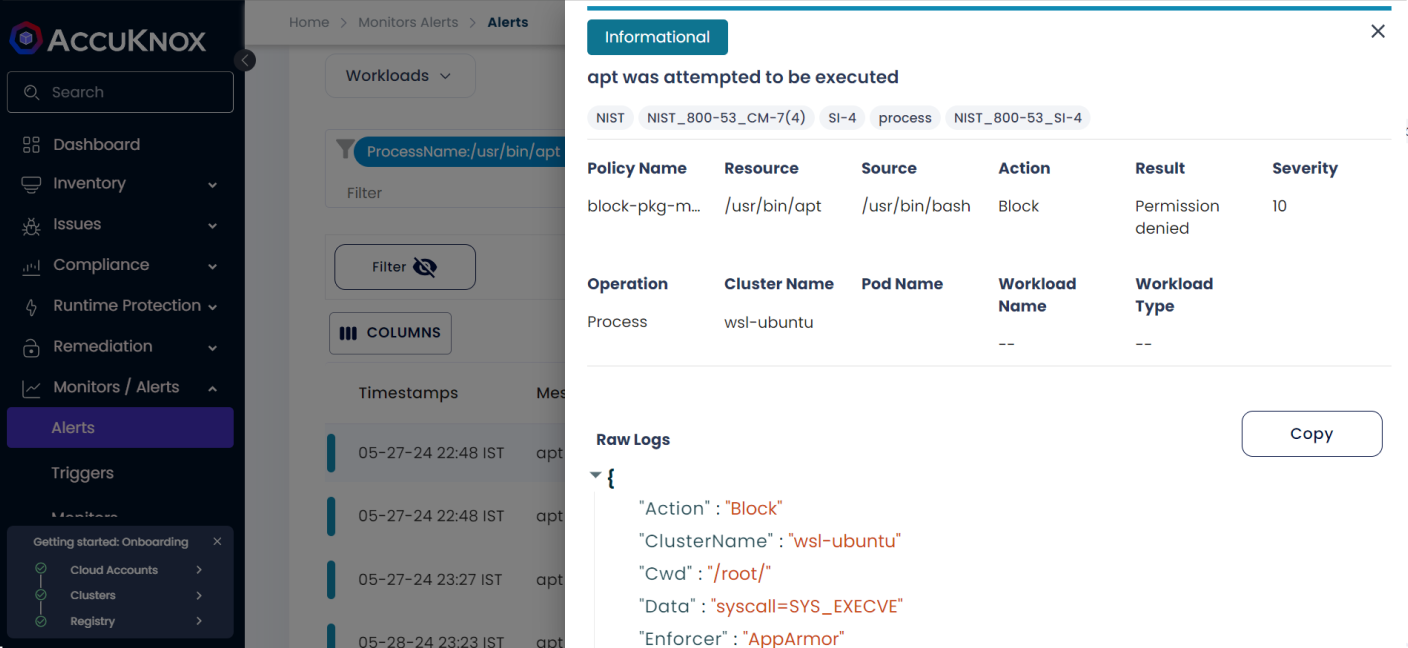 ACCUKNOX
Search
Dashboard
Inventory
Issues
Compliance
Runtime Protection
Remediation
Monitors / Alerts
Alerts
Triggers
Monitors
Getting started: Onboarding
Cloud Accounts
Clusters
Registry
Home > Monitors Alerts > Alerts
Workloads
ProcessName:/usr/bin/apt
Filter
Filter
COLUMNS
Timestamps Mes
05-27-24 22:48 IST apt
05-27-24 22:48 IST apt
05-27-24 23:27 IST apt
05-28-24 23:23 IST apt
Informational
apt was attempted to be executed
NIST NIST_800-53_CM-7(4) SI-4 process NIST_800-53_SI-4
Policy Name Resource Source Action Result Severity
block-pkg-m... /usr/bin/apt /usr/bin/bash Block Permission 10
denied
Operation Cluster Name Pod Name Workload Workload
Name Type
Process wsl-ubuntu
-- --
Raw Logs
Copy
{
"Action" : "Block"
"ClusterName" : "wsl-ubuntu"
"Cwd" : "/root/"
"Data" : "syscall=SYS_EXECVE"
"Enforcer" : "AppArmor"